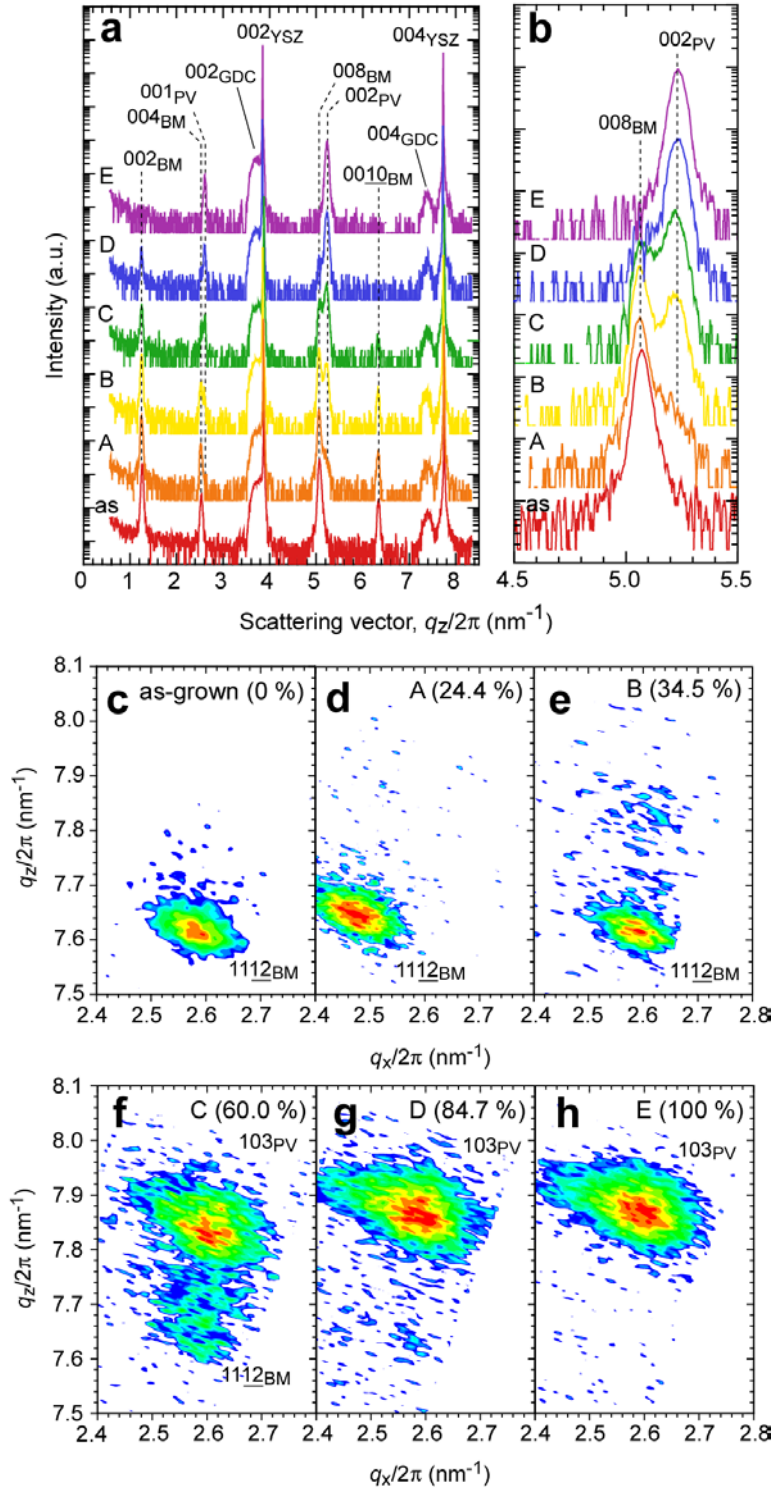 a
002YSZ
004YSZ
002GDC
008BM
002PV
001PV
004BM
004GDC
002BM
0010BM
E
D
C
B
A
as
Intensity (a.u.)
0 1 2 3 4 5 6 7 8
b
002PV
008BM
E
D
C
B
A
as
4.5 5.0 5.5
Scattering vector, qz/2π (nm-1)
8.1
8.0
7.9
7.8
7.7
7.6
7.5
qz/2π (nm-1)
c as-grown (0 %)
1112BM
d A (24.4 %)
1112BM
e B (34.5 %)
1112BM
2.4 2.5 2.6 2.7 2.4 2.5 2.6 2.7 2.4 2.5 2.6 2.7 2.8
qx/2π (nm-1)
8.1
8.0
7.9
7.8
7.7
7.6
7.5
qz/2π (nm-1)
f C (60.0 %)
103PV
1112BM
g D (84.7 %)
103PV
h E (100 %)
103PV
2.4 2.5 2.6 2.7 2.4 2.5 2.6 2.7 2.4 2.5 2.6 2.7 2.8
qx/2π (nm-1)